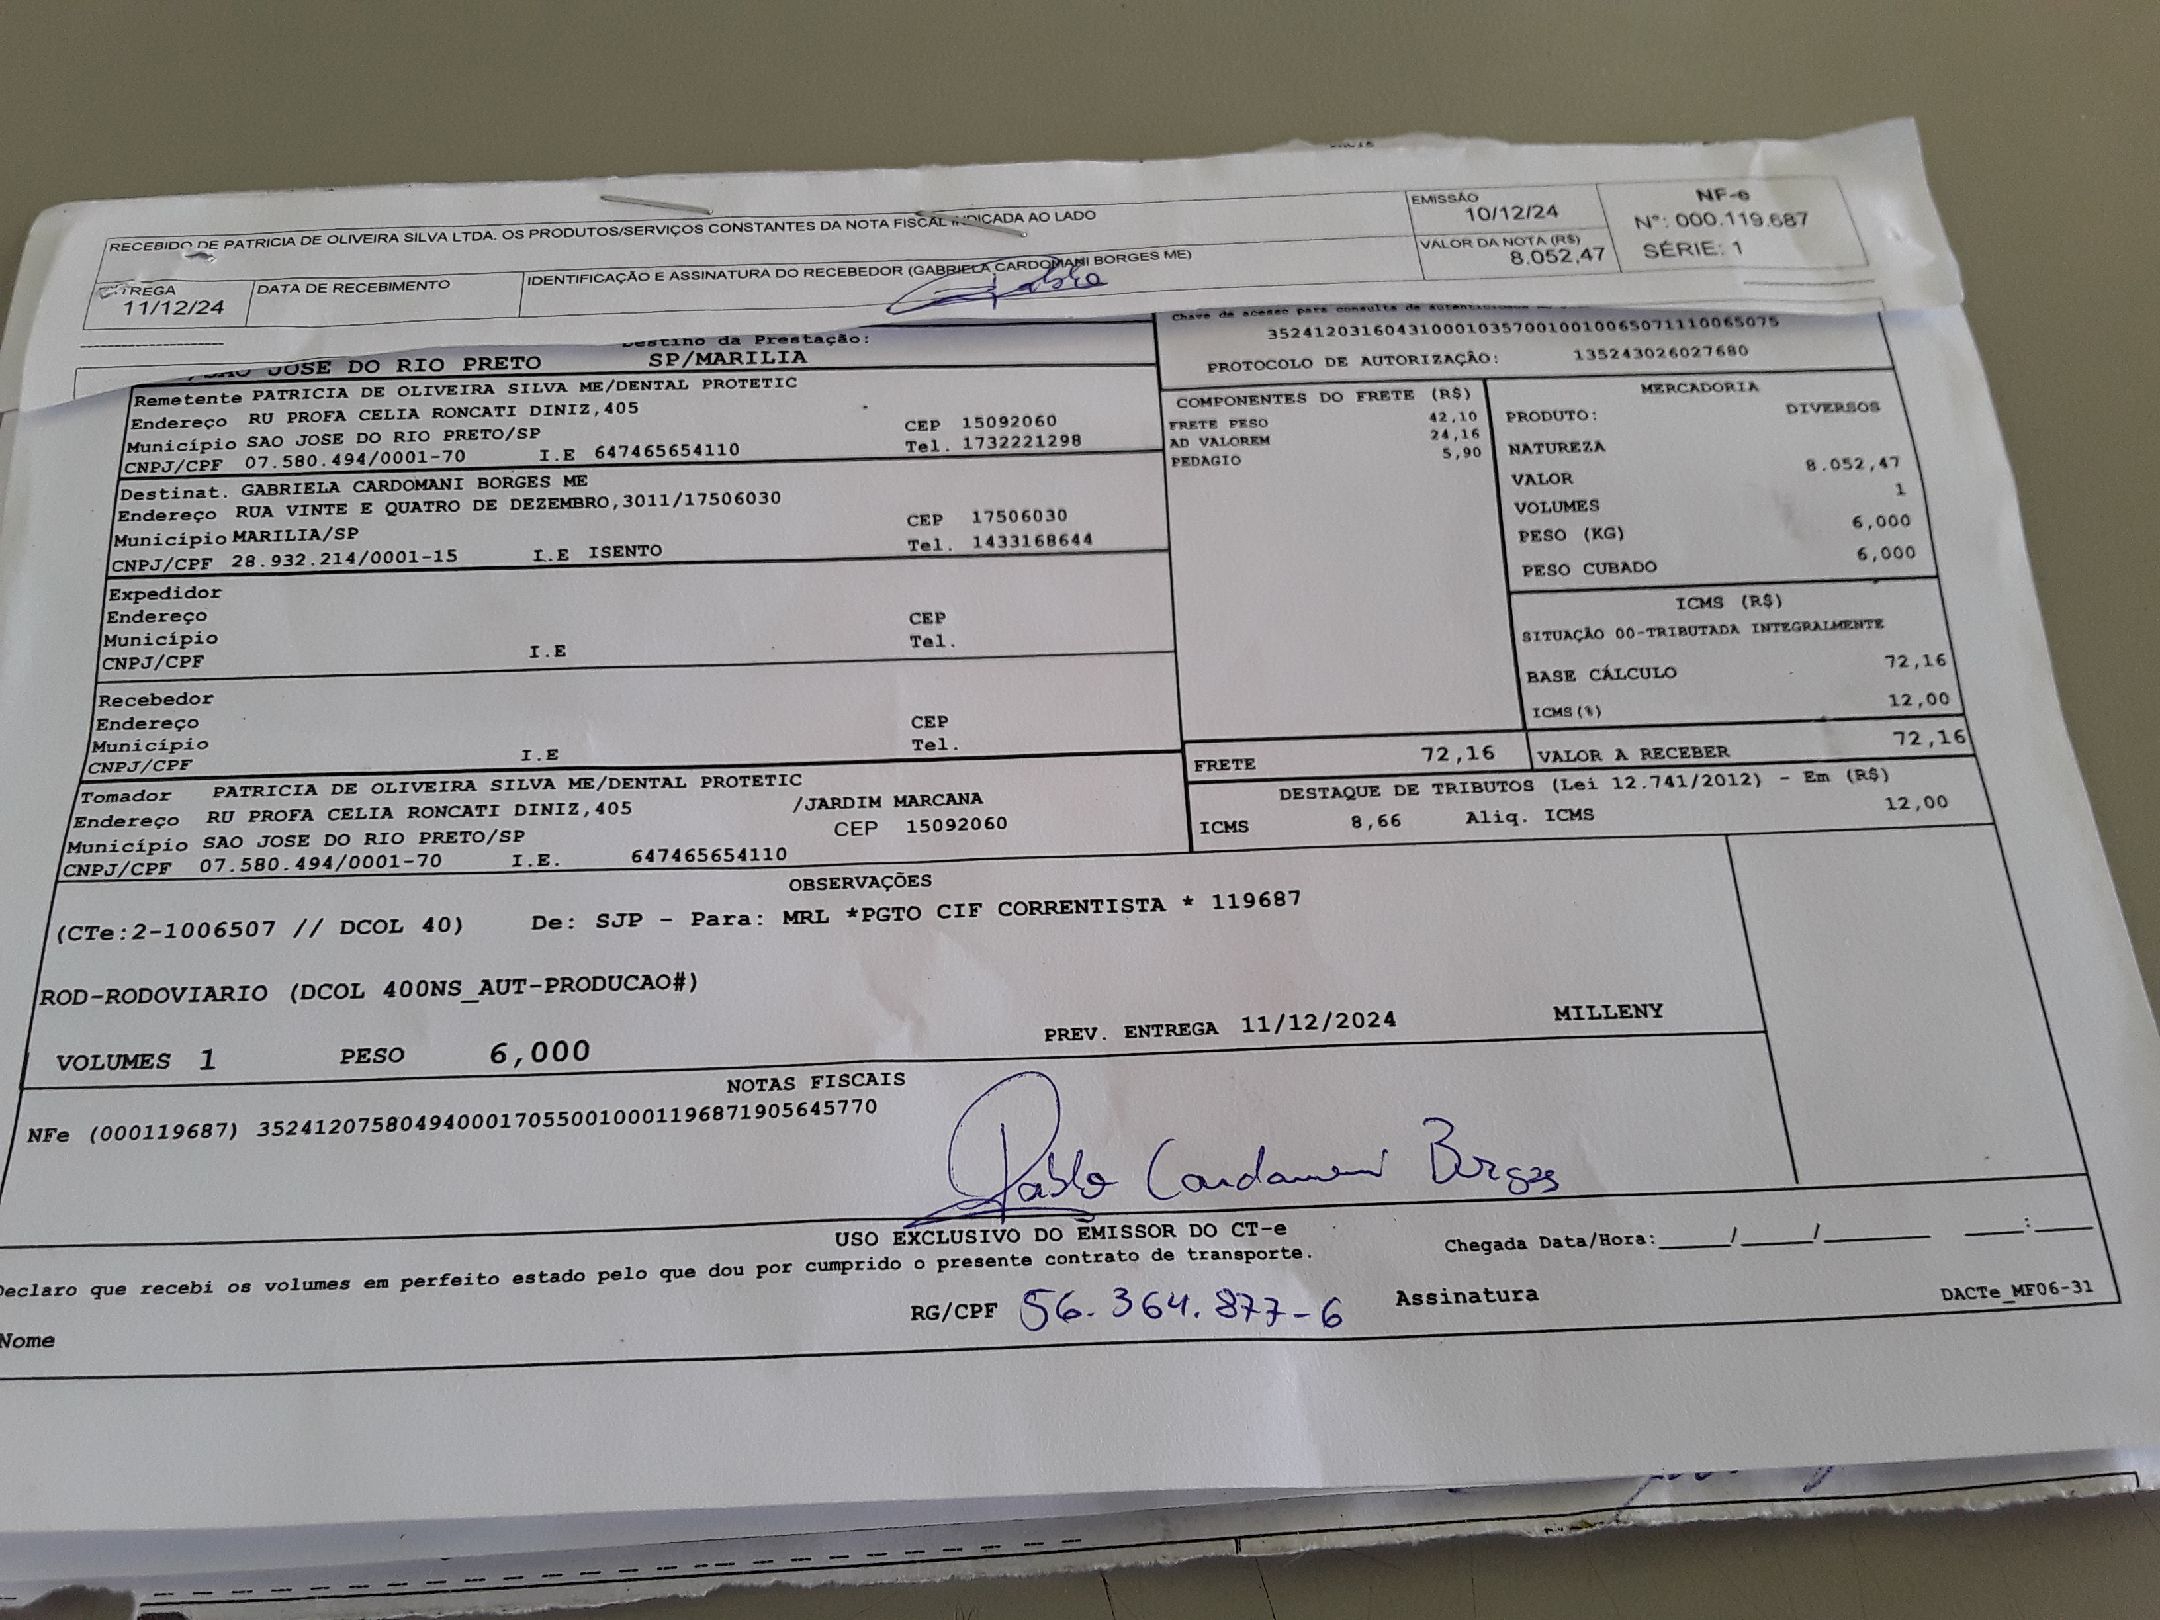 RECEBIDO DE PATRICIA DE OLIVEIRA SILVA LTDA. OS PRODUTOS/SERVIÇOS CONSTANTES DA NOTA FISCAL INDICADA AO LADO
EMISSÃO
10/12/24
VALOR DA NOTA (R$)
8.052,47
NF-e
N°: 000.119.687
SÉRIE: 1
11/12/24
DATA DE RECEBIMENTO
IDENTIFICAÇÃO E ASSINATURA DO RECEBEDOR (GABRIELA CARDOMANI BORGES ME)
Pablo
Destino da Prestação:
SAO JOSE DO RIO PRETO SP/MARILIA
Chave de acesso para consulta de autenticidade
35241203160431000103570010010065071110065075
PROTOCOLO DE AUTORIZAÇÃO: 135243026027680
Remetente PATRICIA DE OLIVEIRA SILVA ME/DENTAL PROTETIC
Endereço RU PROFA CELIA RONCATI DINIZ,405
Município SAO JOSE DO RIO PRETO/SP CEP 15092060
CNPJ/CPF 07.580.494/0001-70 I.E 647465654110 Tel. 1732221298
Destinat. GABRIELA CARDOMANI BORGES ME
Endereço RUA VINTE E QUATRO DE DEZEMBRO,3011/17506030
Município MARILIA/SP CEP 17506030
CNPJ/CPF 28.932.214/0001-15 I.E ISENTO Tel. 1433168644
Expedidor
Endereço CEP
Município Tel.
CNPJ/CPF I.E
Recebedor
Endereço CEP
Município Tel.
CNPJ/CPF I.E
Tomador PATRICIA DE OLIVEIRA SILVA ME/DENTAL PROTETIC
Endereço RU PROFA CELIA RONCATI DINIZ,405 /JARDIM MARCANA
Município SAO JOSE DO RIO PRETO/SP CEP 15092060
CNPJ/CPF 07.580.494/0001-70 I.E. 647465654110
COMPONENTES DO FRETE (R$)
FRETE PESO 42,10
AD VALOREM 24,16
PEDAGIO 5,90
MERCADORIA
PRODUTO: DIVERSOS
NATUREZA
VALOR 8.052,47
VOLUMES 1
PESO (KG) 6,000
PESO CUBADO 6,000
ICMS (R$)
SITUAÇÃO 00-TRIBUTADA INTEGRALMENTE
BASE CÁLCULO 72,16
ICMS(%) 12,00
FRETE 72,16 VALOR A RECEBER 72,16
DESTAQUE DE TRIBUTOS (Lei 12.741/2012) - Em (R$)
ICMS 8,66 Aliq. ICMS 12,00
OBSERVAÇÕES
(CTe:2-1006507 // DCOL 40) De: SJP - Para: MRL *PGTO CIF CORRENTISTA * 119687
ROD-RODOVIARIO (DCOL 400NS_AUT-PRODUCAO#)
VOLUMES 1 PESO 6,000 PREV. ENTREGA 11/12/2024 MILLENY
NOTAS FISCAIS
NFe (000119687) 35241207580494000170550010001196871905645770
Pablo Cardamoni Borges
USO EXCLUSIVO DO EMISSOR DO CT-e
Declaro que recebi os volumes em perfeito estado pelo que dou por cumprido o presente contrato de transporte.
Chegada Data/Hora:_____/_____/________ ____:____
Nome RG/CPF 56.364.877-6 Assinatura
DACTe_MF06-31